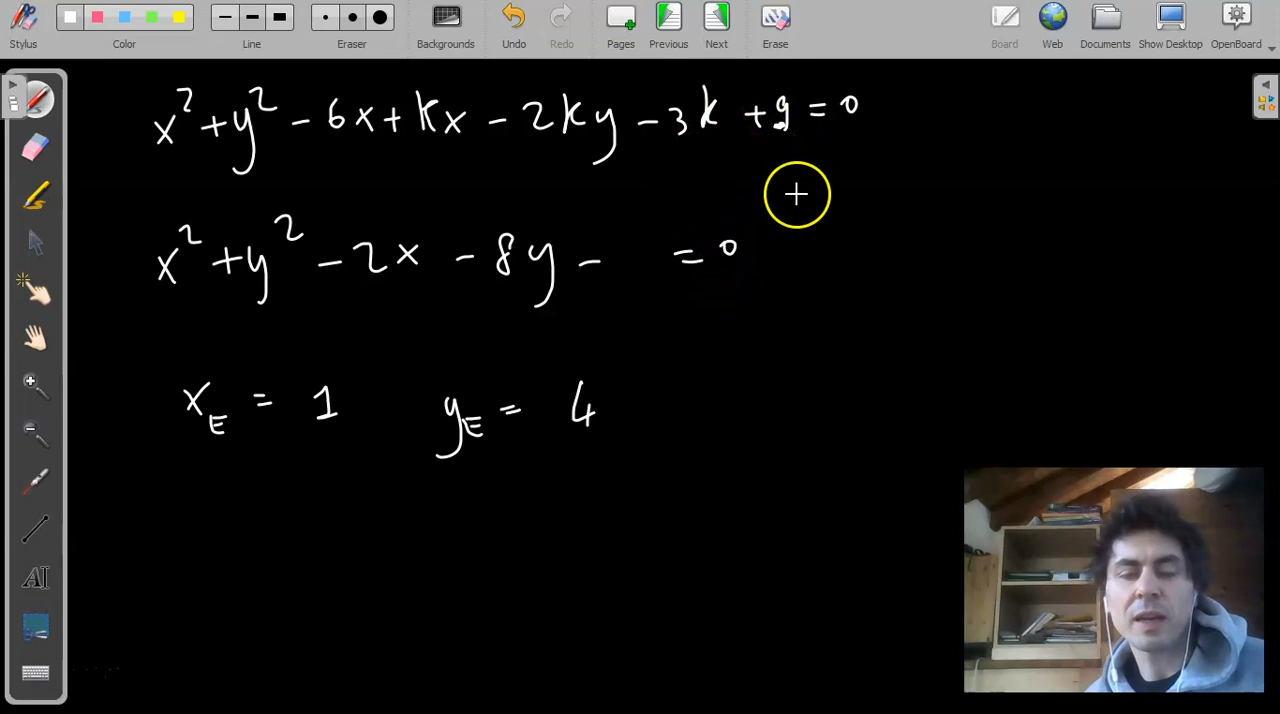 Stylus Color Line Eraser Backgrounds Undo Redo Pages Previous Next Erase Board Web Documents Show Desktop OpenBoard
x² + y² - 6x + kx - 2ky - 3k + 9 = 0
x² + y² - 2x - 8y - = 0
x_E = 1 y_E = 4
AI